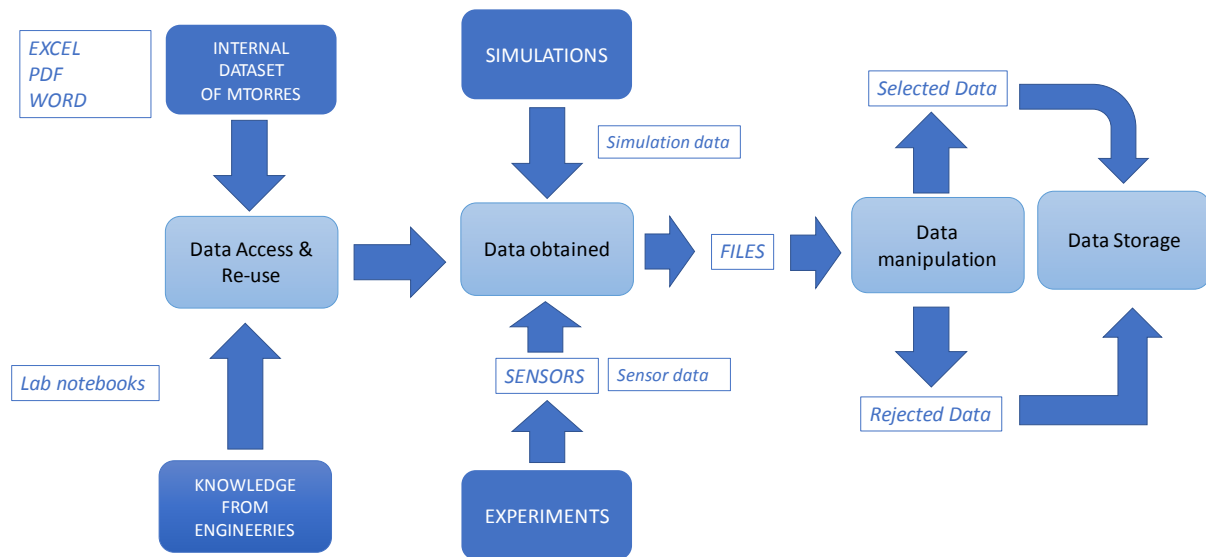 EXCEL
PDF
WORD
INTERNAL
DATASET
OF MTORRES
SIMULATIONS
Simulation data
Selected Data
Data Access &
Re-use
Data obtained
FILES
Data
manipulation
Data Storage
Lab notebooks
SENSORS
Sensor data
Rejected Data
KNOWLEDGE
FROM
ENGINEERIES
EXPERIMENTS